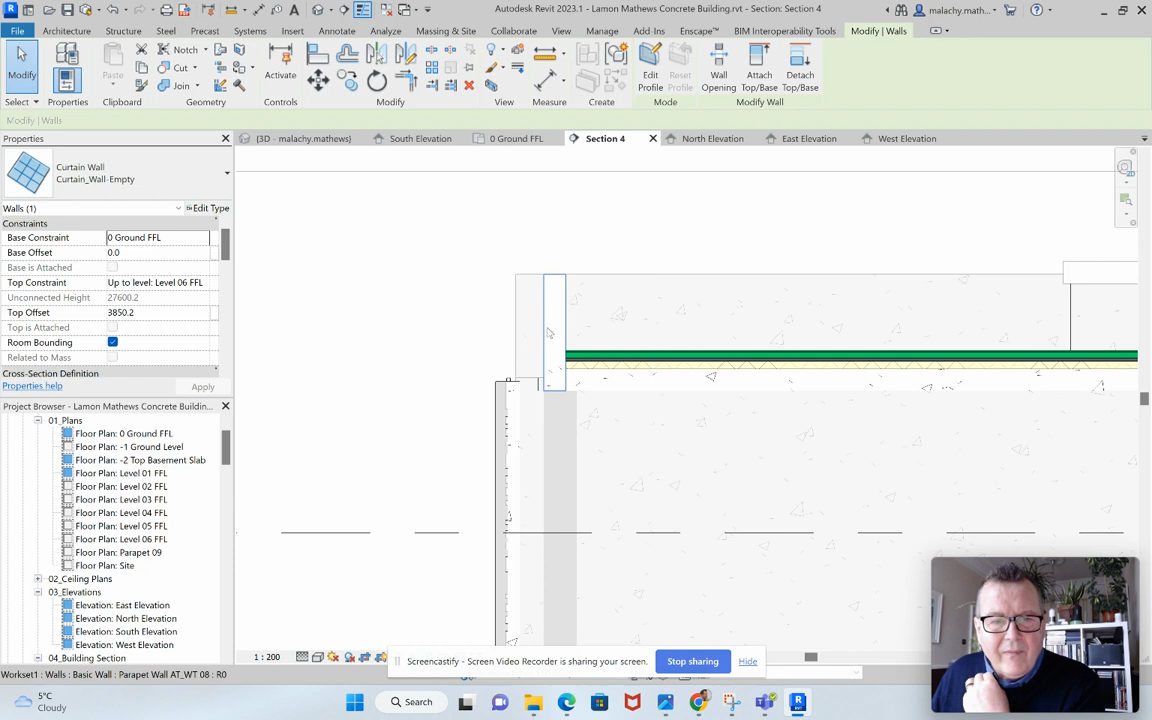 Autodesk Revit 2023.1 - Lamon Mathews Concrete Building.rvt - Section: Section 4
malachy.math...
File Architecture Structure Steel Precast Systems Insert Annotate Analyze Massing & Site Collaborate View Manage Add-Ins Enscape™ BIM Interoperability Tools Modify | Walls
Modify Paste Notch Cut Join Activate Edit Profile Reset Profile Wall Opening Attach Top/Base Detach Top/Base
Select Properties Clipboard Geometry Controls Modify View Measure Create Mode Modify Wall
Modify | Walls
Properties
{3D - malachy.mathews} South Elevation 0 Ground FFL Section 4 North Elevation East Elevation West Elevation
Curtain Wall
Curtain_Wall-Empty
Walls (1) Edit Type
Constraints
Base Constraint 0 Ground FFL
Base Offset 0.0
Base is Attached
Top Constraint Up to level: Level 06 FFL
Unconnected Height 27600.2
Top Offset 3850.2
Top is Attached
Room Bounding
Related to Mass
Cross-Section Definition
Properties help Apply
Project Browser - Lamon Mathews Concrete Buildin...
01_Plans
Floor Plan: 0 Ground FFL
Floor Plan: -1 Ground Level
Floor Plan: -2 Top Basement Slab
Floor Plan: Level 01 FFL
Floor Plan: Level 02 FFL
Floor Plan: Level 03 FFL
Floor Plan: Level 04 FFL
Floor Plan: Level 05 FFL
Floor Plan: Level 06 FFL
Floor Plan: Parapet 09
Floor Plan: Site
02_Ceiling Plans
03_Elevations
Elevation: East Elevation
Elevation: North Elevation
Elevation: South Elevation
Elevation: West Elevation
04_Building Section
1 : 200
Screencastify - Screen Video Recorder is sharing your screen. Stop sharing Hide
Workset1 : Walls : Basic Wall : Parapet Wall AT_WT 08 : R0
5°C
Cloudy
Search